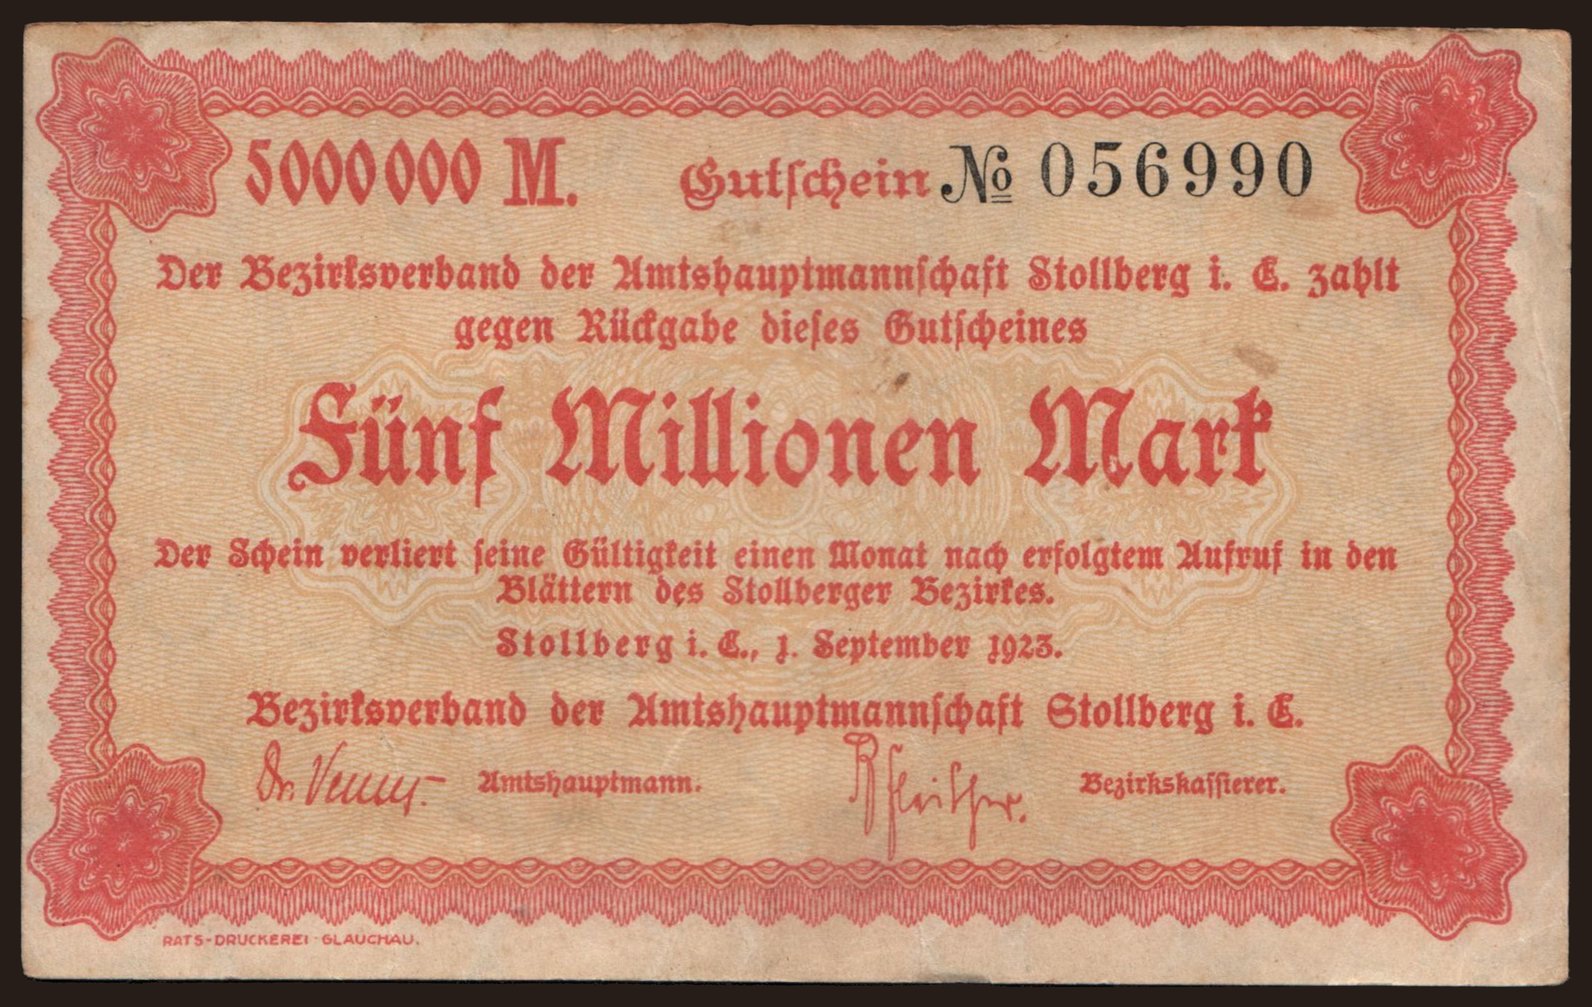 5000000 M. Gutschein No 056990
Der Bezirksverband der Amtshauptmannschaft Stollberg i. E. zahlt
gegen Rückgabe dieses Gutscheines
Fünf Millionen Mark
Der Schein verliert seine Gültigkeit einen Monat nach erfolgtem Aufruf in den
Blättern des Stollberger Bezirkes.
Stollberg i. E., 1. September 1923.
Bezirksverband der Amtshauptmannschaft Stollberg i. E.
Dr. Amtshauptmann. Bezirkskassierer.
RATS-DRUCKEREI GLAUCHAU.